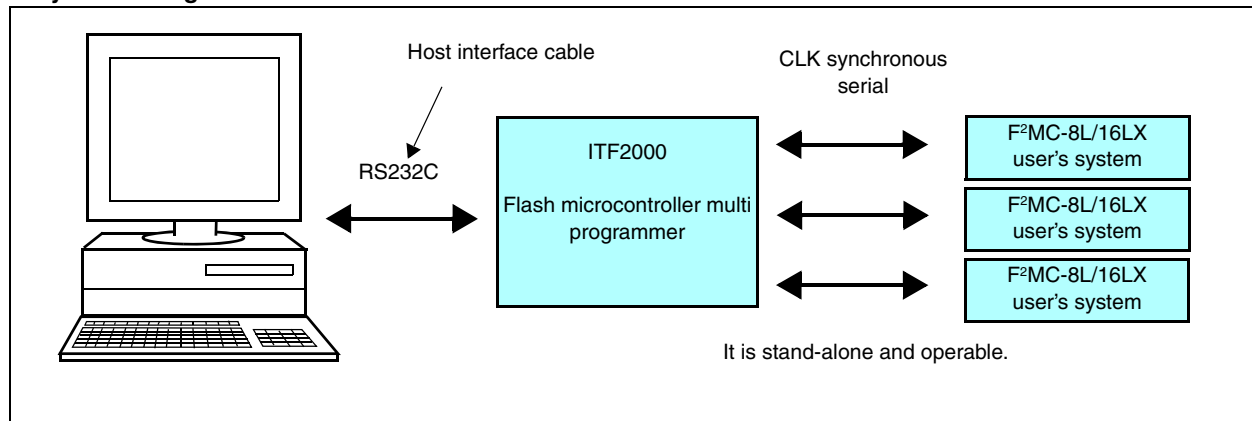 Host interface cable
CLK synchronous
serial
RS232C
ITF2000
Flash microcontroller multi
programmer
F²MC-8L/16LX
user's system
F²MC-8L/16LX
user's system
F²MC-8L/16LX
user's system
It is stand-alone and operable.